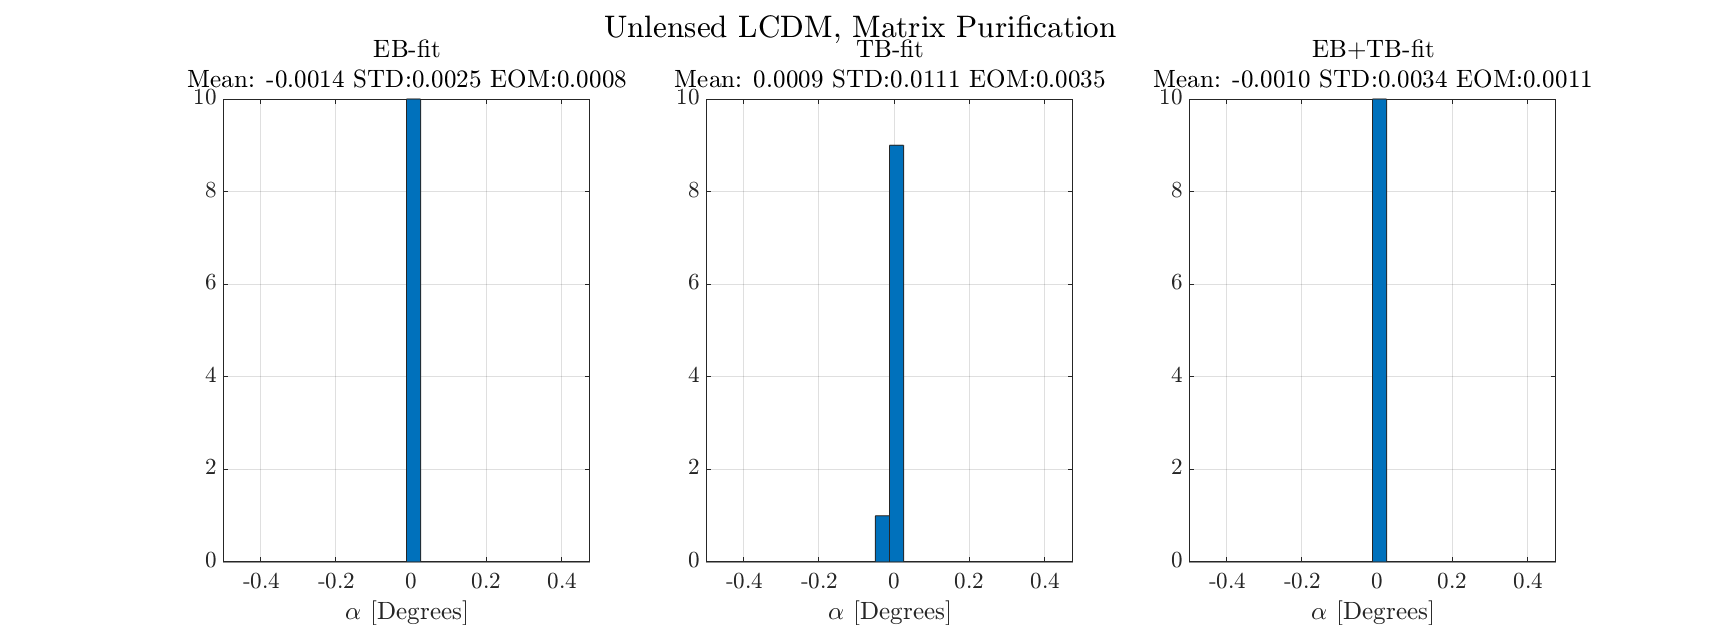 Unlensed LCDM, Matrix Purification
EB-fit
Mean: -0.0014 STD:0.0025 EOM:0.0008
10
8
6
4
2
0
-0.4 -0.2 0 0.2 0.4
α [Degrees]
TB-fit
Mean: 0.0009 STD:0.0111 EOM:0.0035
10
8
6
4
2
0
-0.4 -0.2 0 0.2 0.4
α [Degrees]
EB+TB-fit
Mean: -0.0010 STD:0.0034 EOM:0.0011
10
8
6
4
2
0
-0.4 -0.2 0 0.2 0.4
α [Degrees]